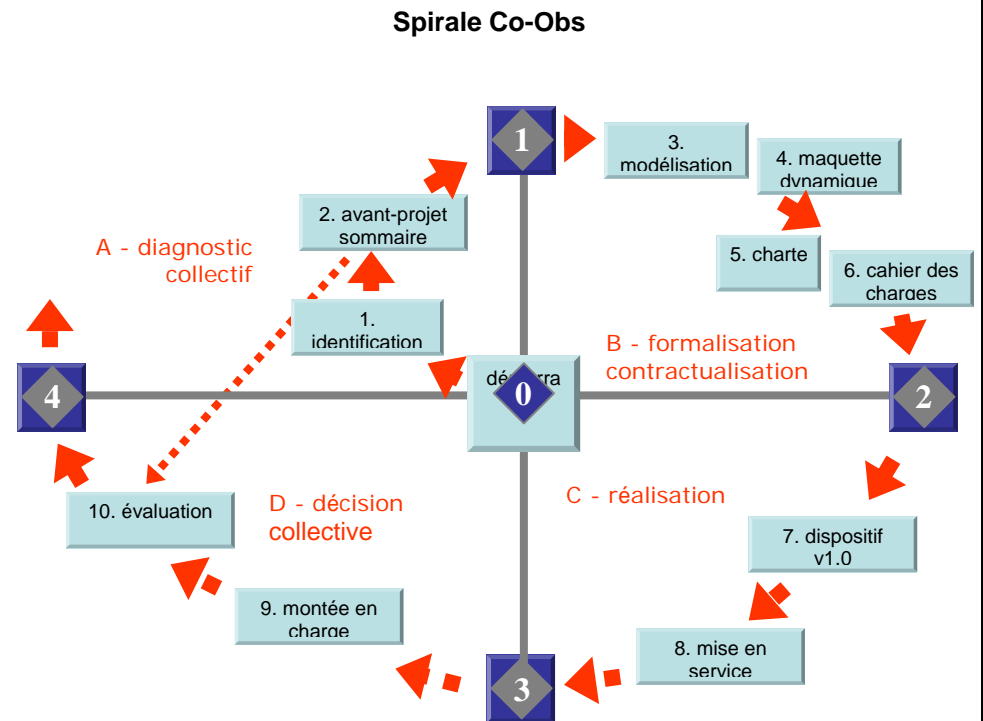 Spirale Co-Obs
1
3.
modélisation
4. maquette
dynamique
2. avant-projet
sommaire
A - diagnostic
collectif
5. charte
6. cahier des
charges
1.
identification
B - formalisation
contractualisation
0
4
2
10. évaluation
D - décision
collective
C - réalisation
7. dispositif
v1.0
9. montée en
charge
8. mise en
service
3